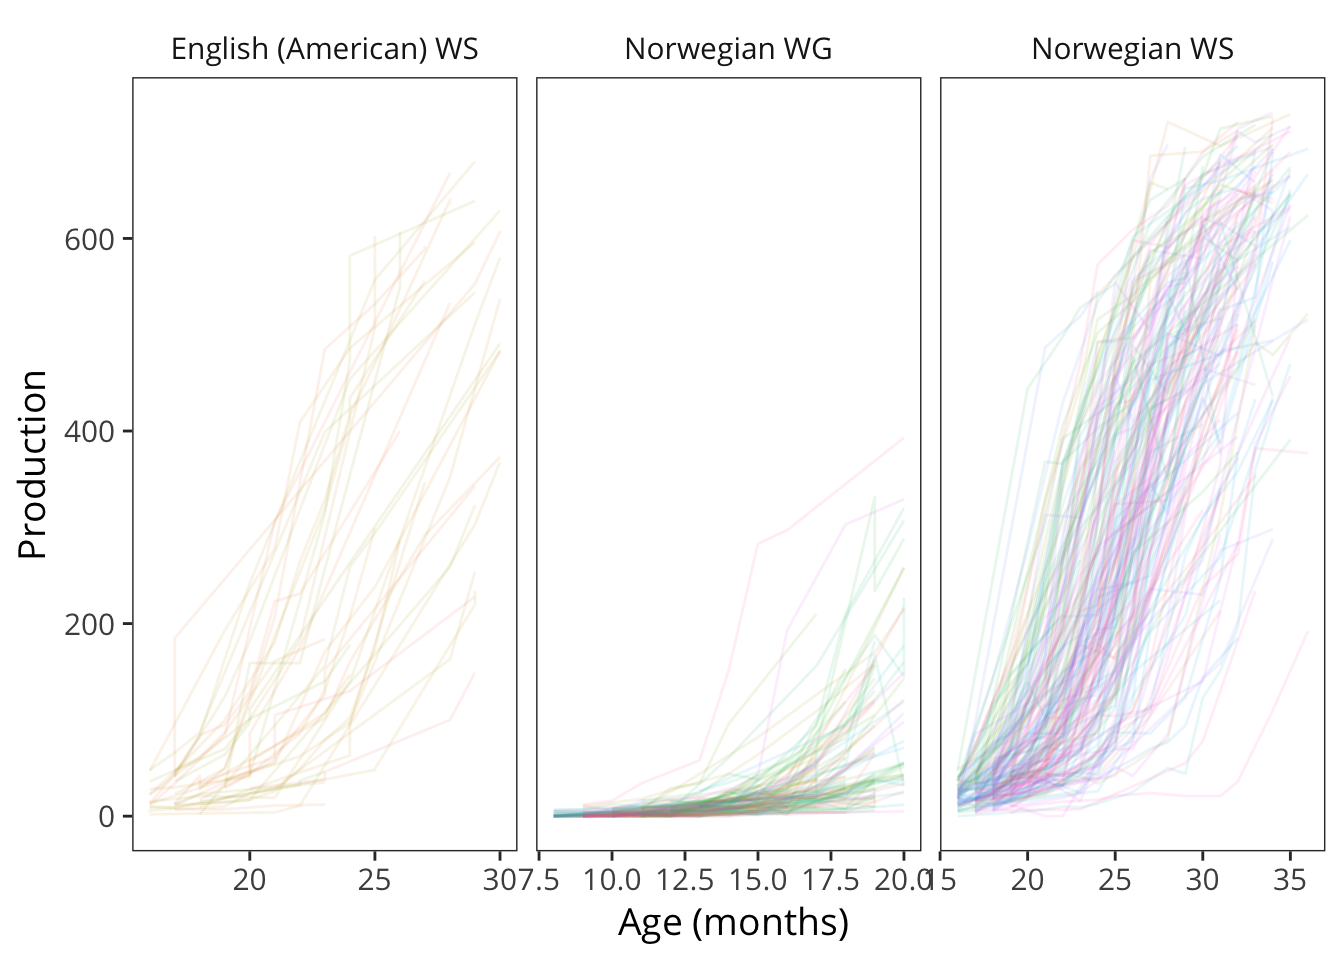 English (American) WS
Norwegian WG
Norwegian WS
Production
600
400
200
0
20 25 30
7.5 10.0 12.5 15.0 17.5 20.0
15 20 25 30 35
Age (months)